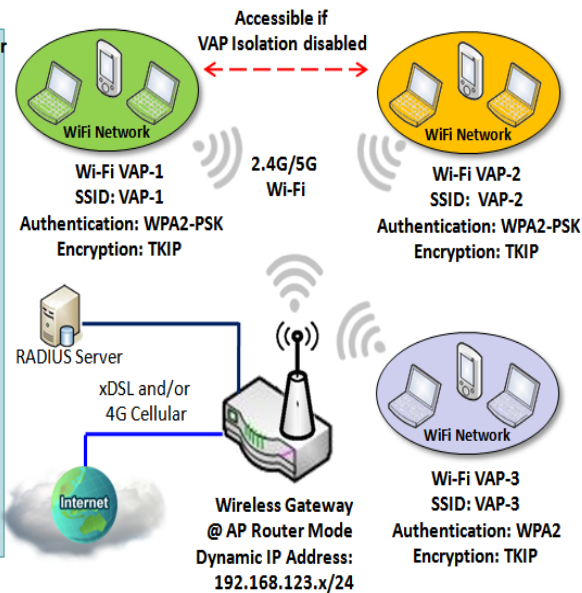 Accessible if
VAP Isolation disabled
r
WiFi Network
Wi-Fi VAP-1
SSID: VAP-1
Authentication: WPA2-PSK
Encryption: TKIP
2.4G/5G
Wi-Fi
WiFi Network
Wi-Fi VAP-2
SSID: VAP-2
Authentication: WPA2-PSK
Encryption: TKIP
RADIUS Server
xDSL and/or
4G Cellular
Internet
Wireless Gateway
@ AP Router Mode
Dynamic IP Address:
192.168.123.x/24
WiFi Network
Wi-Fi VAP-3
SSID: VAP-3
Authentication: WPA2
Encryption: TKIP